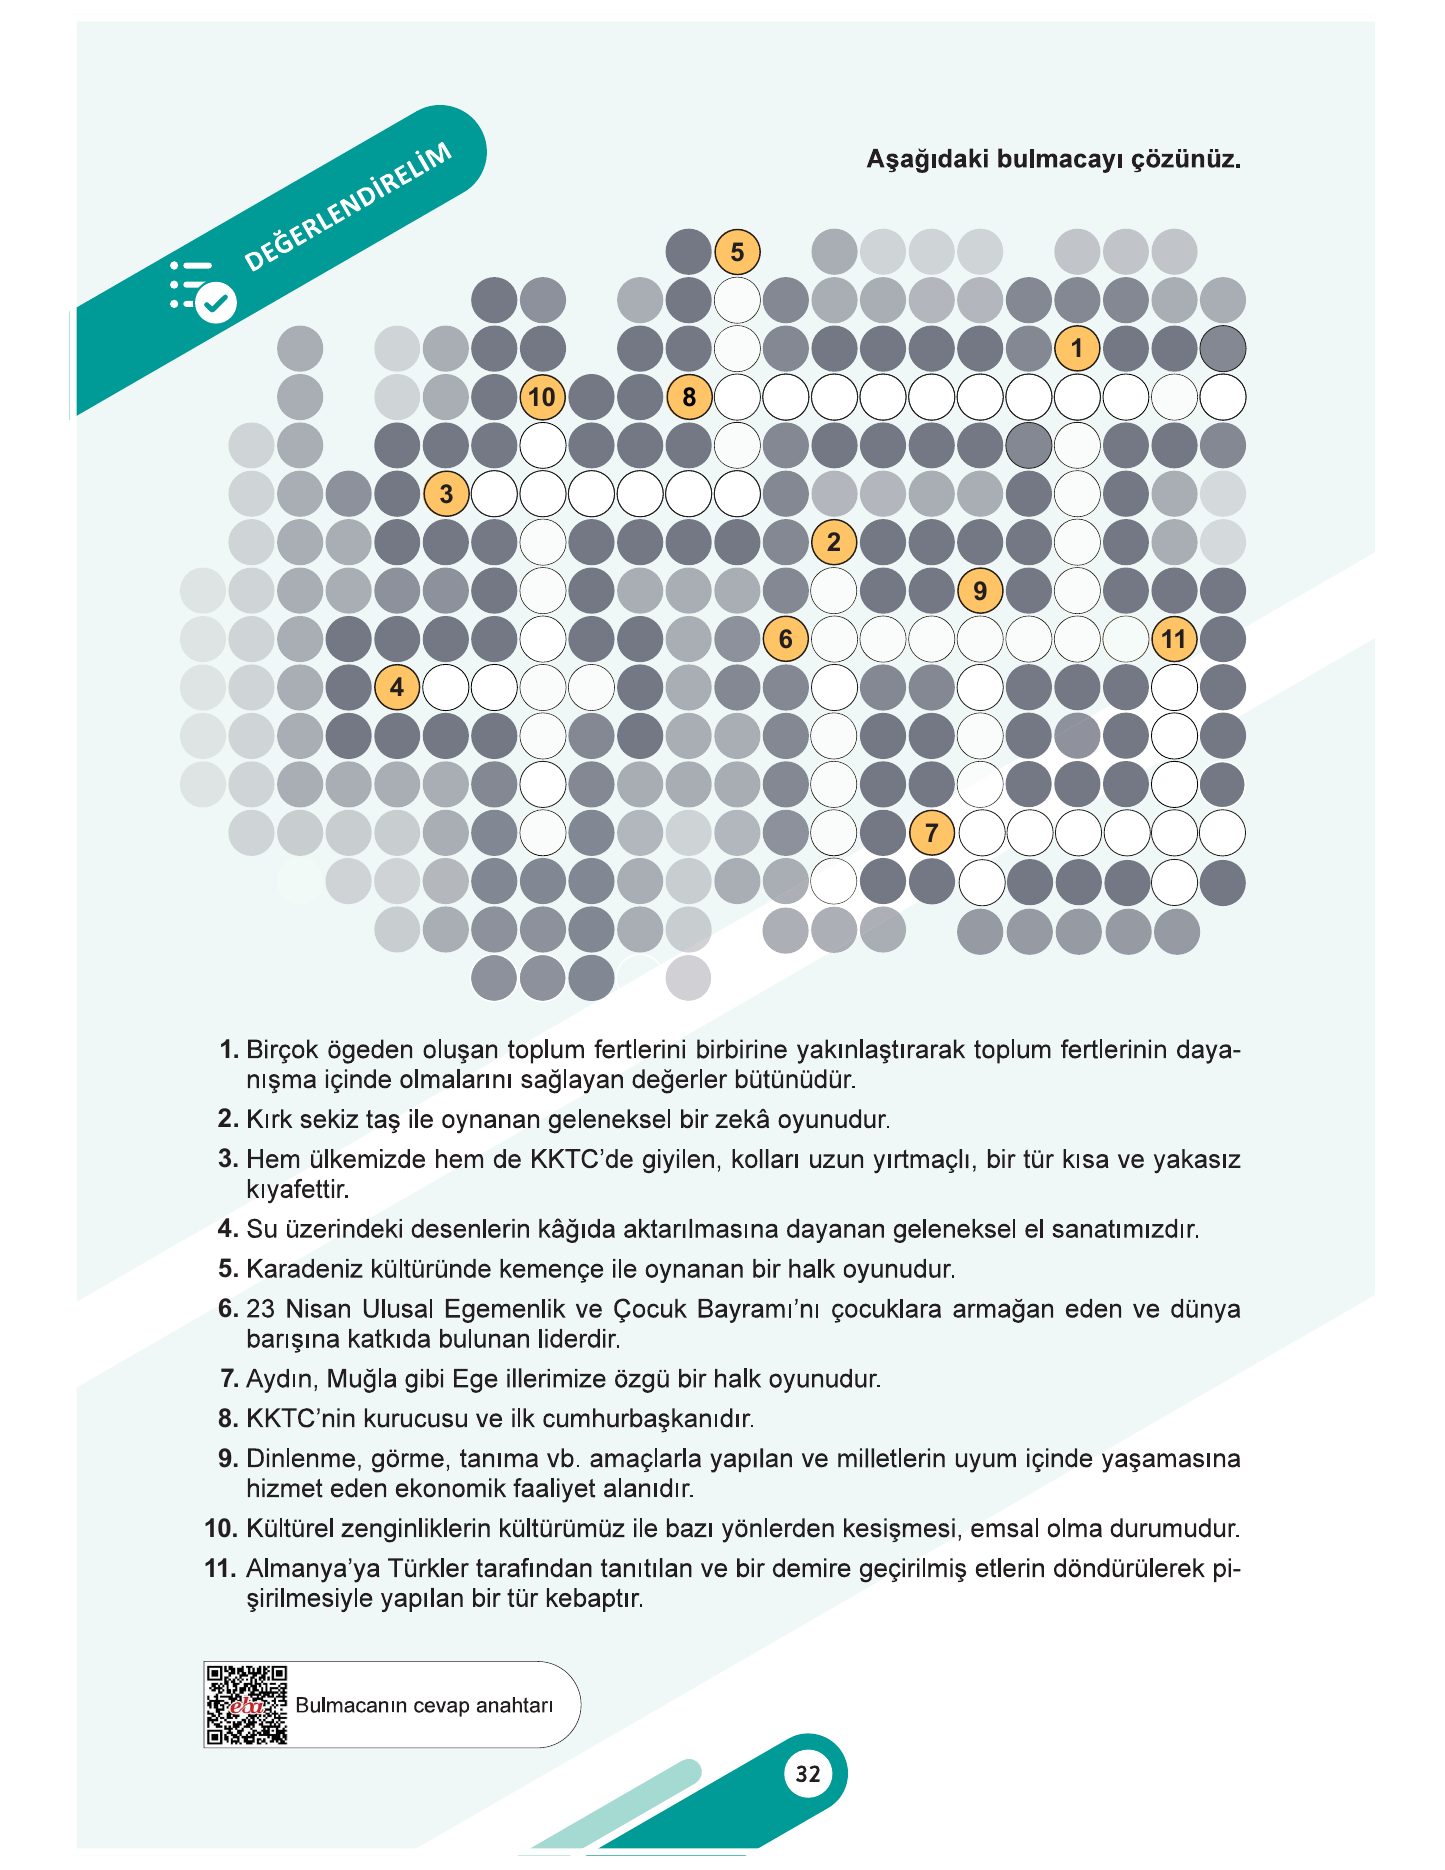 DEĞERLENDİRELİM
Aşağıdaki bulmacayı çözünüz.
5
1
10
8
3
2
9
6
11
4
7
1. Birçok ögeden oluşan toplum fertlerini birbirine yakınlaştırarak toplum fertlerinin daya-
nışma içinde olmalarını sağlayan değerler bütünüdür.
2. Kırk sekiz taş ile oynanan geleneksel bir zekâ oyunudur.
3. Hem ülkemizde hem de KKTC’de giyilen, kolları uzun yırtmaçlı, bir tür kısa ve yakasız
kıyafettir.
4. Su üzerindeki desenlerin kâğıda aktarılmasına dayanan geleneksel el sanatımızdır.
5. Karadeniz kültüründe kemençe ile oynanan bir halk oyunudur.
6. 23 Nisan Ulusal Egemenlik ve Çocuk Bayramı’nı çocuklara armağan eden ve dünya
barışına katkıda bulunan liderdir.
7. Aydın, Muğla gibi Ege illerimize özgü bir halk oyunudur.
8. KKTC’nin kurucusu ve ilk cumhurbaşkanıdır.
9. Dinlenme, görme, tanıma vb. amaçlarla yapılan ve milletlerin uyum içinde yaşamasına
hizmet eden ekonomik faaliyet alanıdır.
10. Kültürel zenginliklerin kültürümüz ile bazı yönlerden kesişmesi, emsal olma durumudur.
11. Almanya’ya Türkler tarafından tanıtılan ve bir demire geçirilmiş etlerin döndürülerek pi-
şirilmesiyle yapılan bir tür kebaptır.
eba
Bulmacanın cevap anahtarı
32